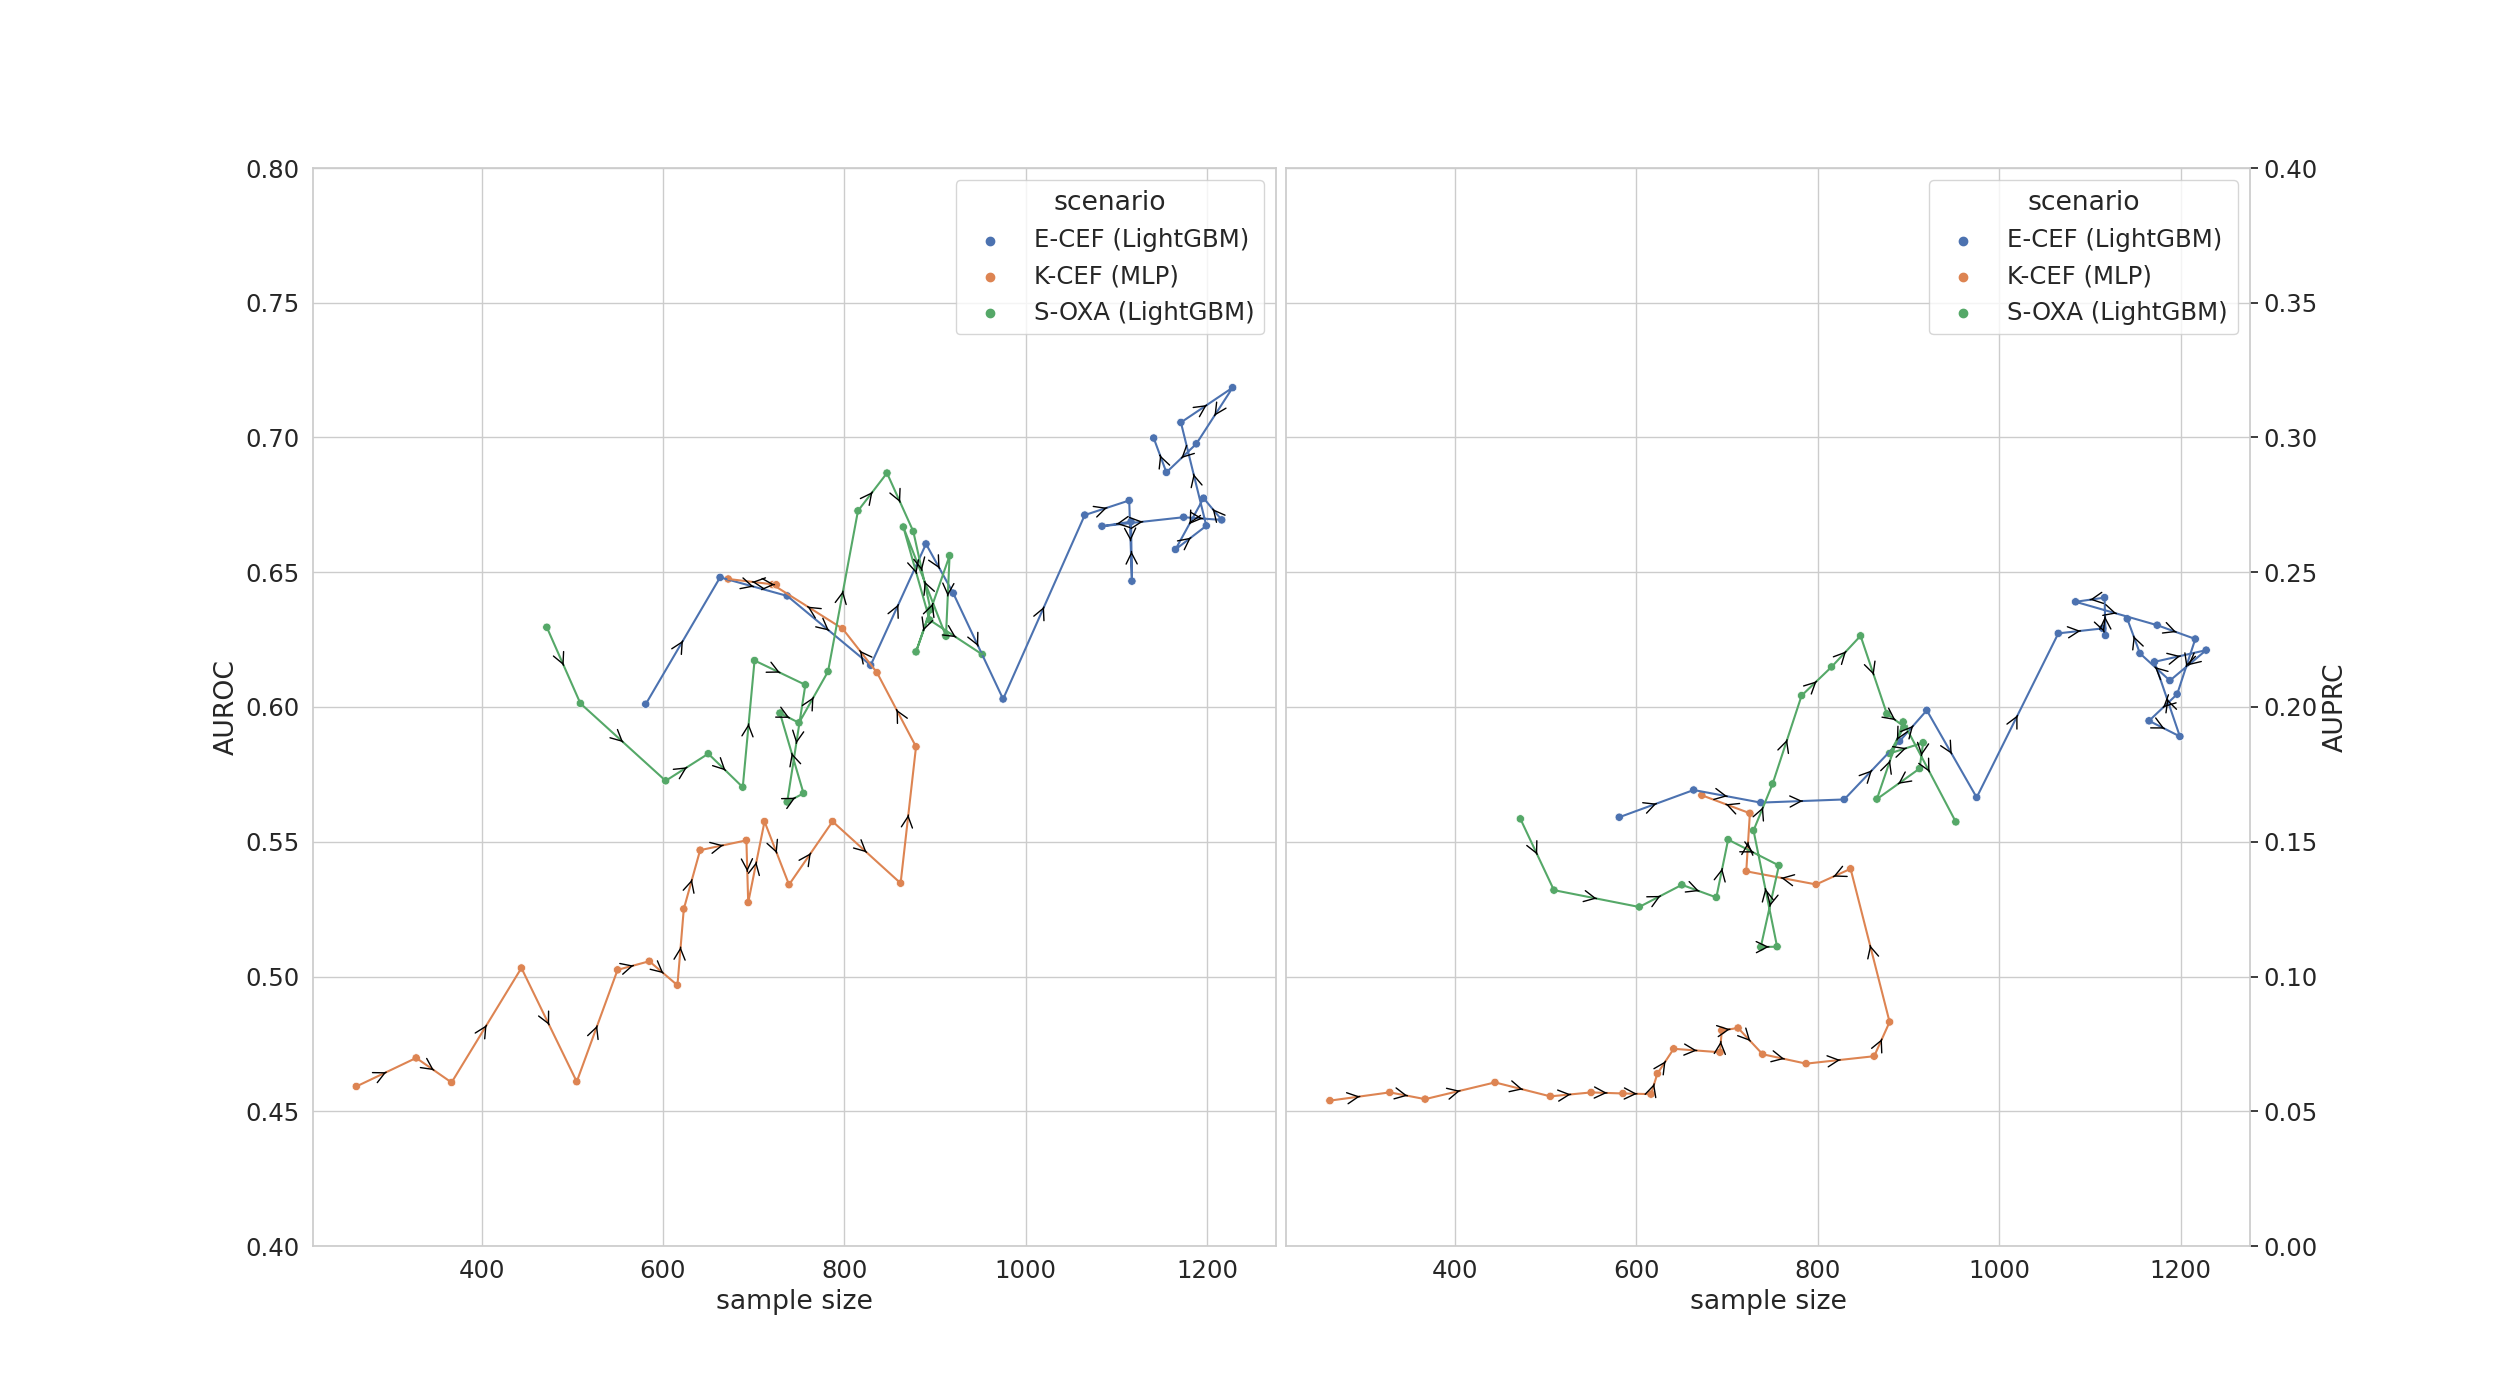 scenario
E-CEF (LightGBM)
K-CEF (MLP)
S-OXA (LightGBM)
0.80
0.75
0.70
0.65
0.60
0.55
0.50
0.45
0.40
AUROC
400 600 800 1000 1200
sample size
scenario
E-CEF (LightGBM)
K-CEF (MLP)
S-OXA (LightGBM)
0.40
0.35
0.30
0.25
0.20
0.15
0.10
0.05
0.00
AUPRC
400 600 800 1000 1200
sample size